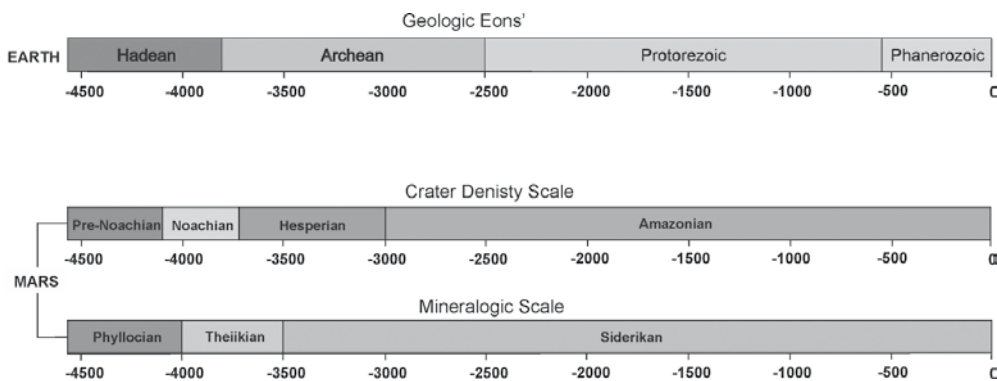 Geologic Eons'
EARTH Hadean Archean Protorezoic Phanerozoic
-4500 -4000 -3500 -3000 -2500 -2000 -1500 -1000 -500 0
Crater Denisty Scale
Pre-Noachian Noachian Hesperian Amazonian
-4500 -4000 -3500 -3000 -2500 -2000 -1500 -1000 -500 0
MARS
Mineralogic Scale
Phyllocian Theiikian Siderikan
-4500 -4000 -3500 -3000 -2500 -2000 -1500 -1000 -500 0